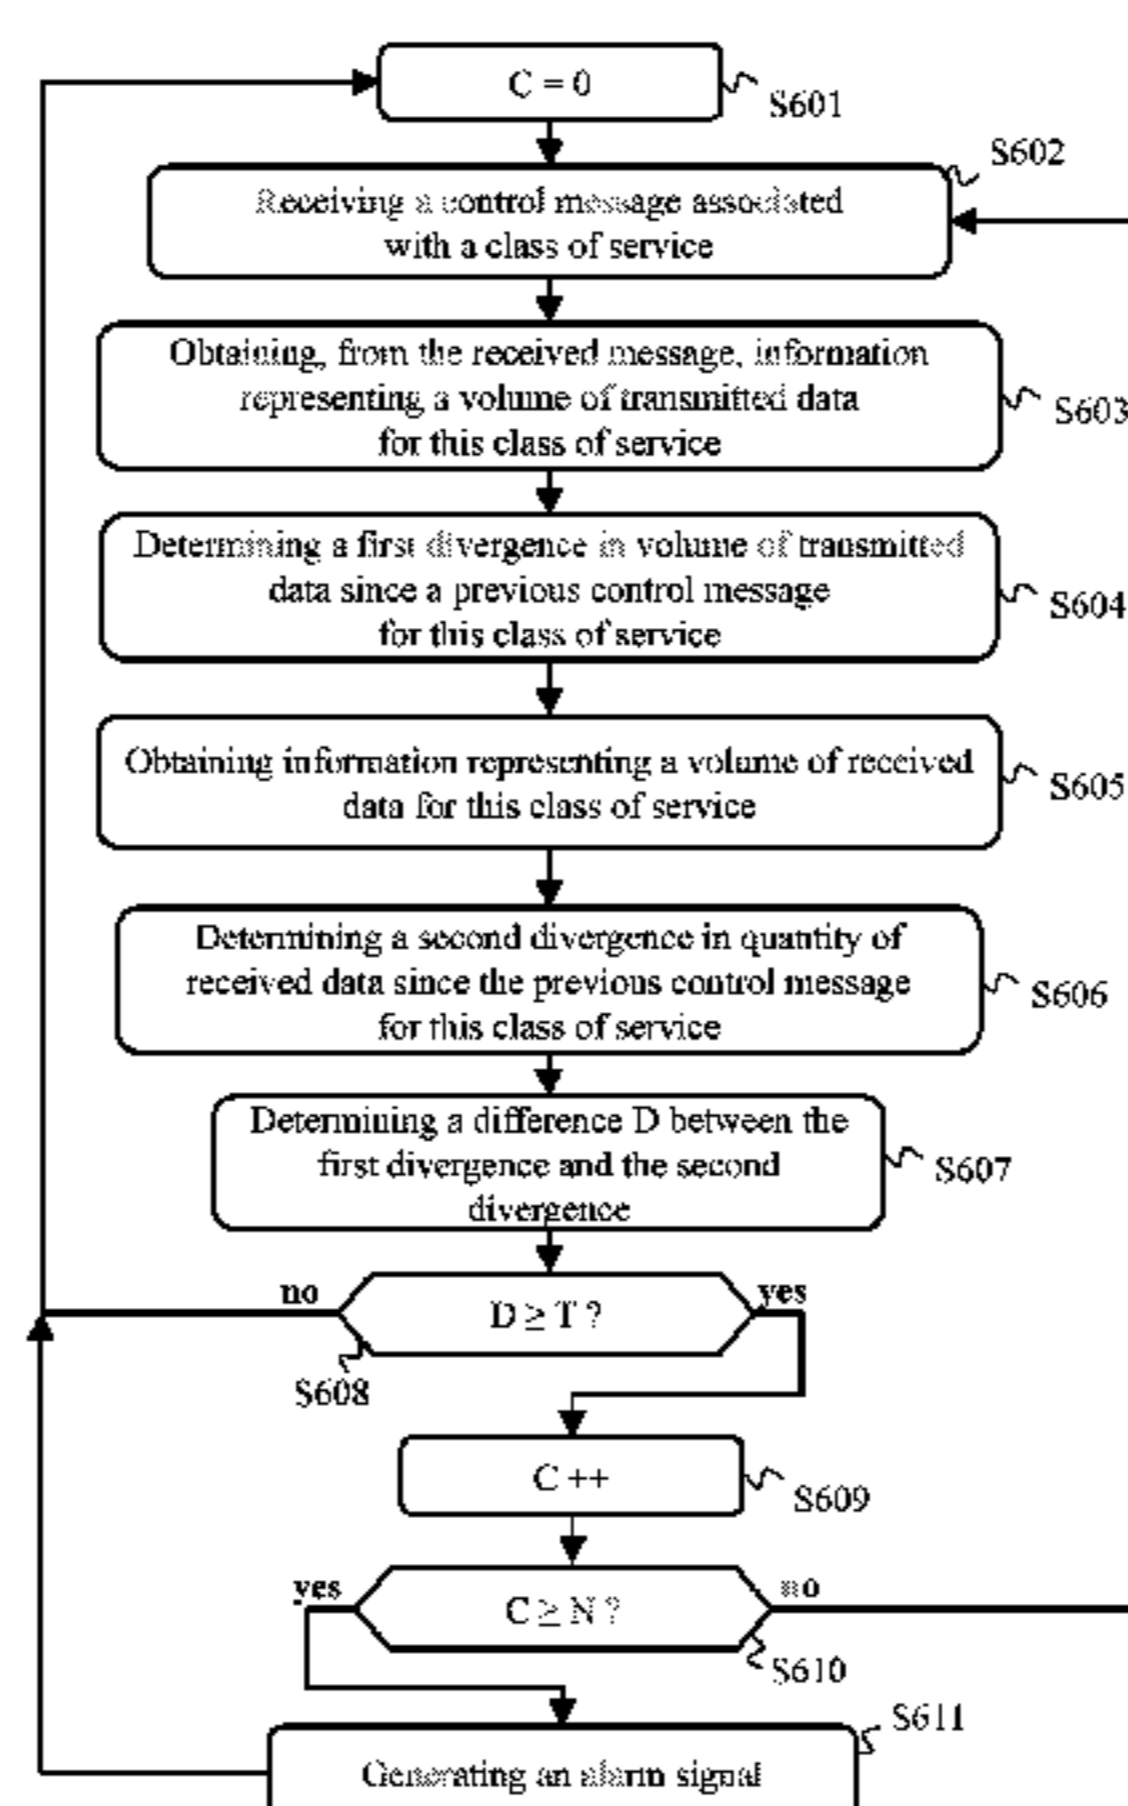 C = 0
S601
S602
Receiving a control message associated
with a class of service
Obtaining, from the received message, information
representing a volume of transmitted data
for this class of service
S603
Determining a first divergence in volume of transmitted
data since a previous control message
for this class of service
S604
Obtaining information representing a volume of received
data for this class of service
S605
Determining a second divergence in quantity of
received data since the previous control message
for this class of service
S606
Determining a difference D between the
first divergence and the second
divergence
S607
no
yes
D ≥ T ?
S608
C ++
S609
yes
no
C ≥ N ?
S610
S611
Generating an alarm signal